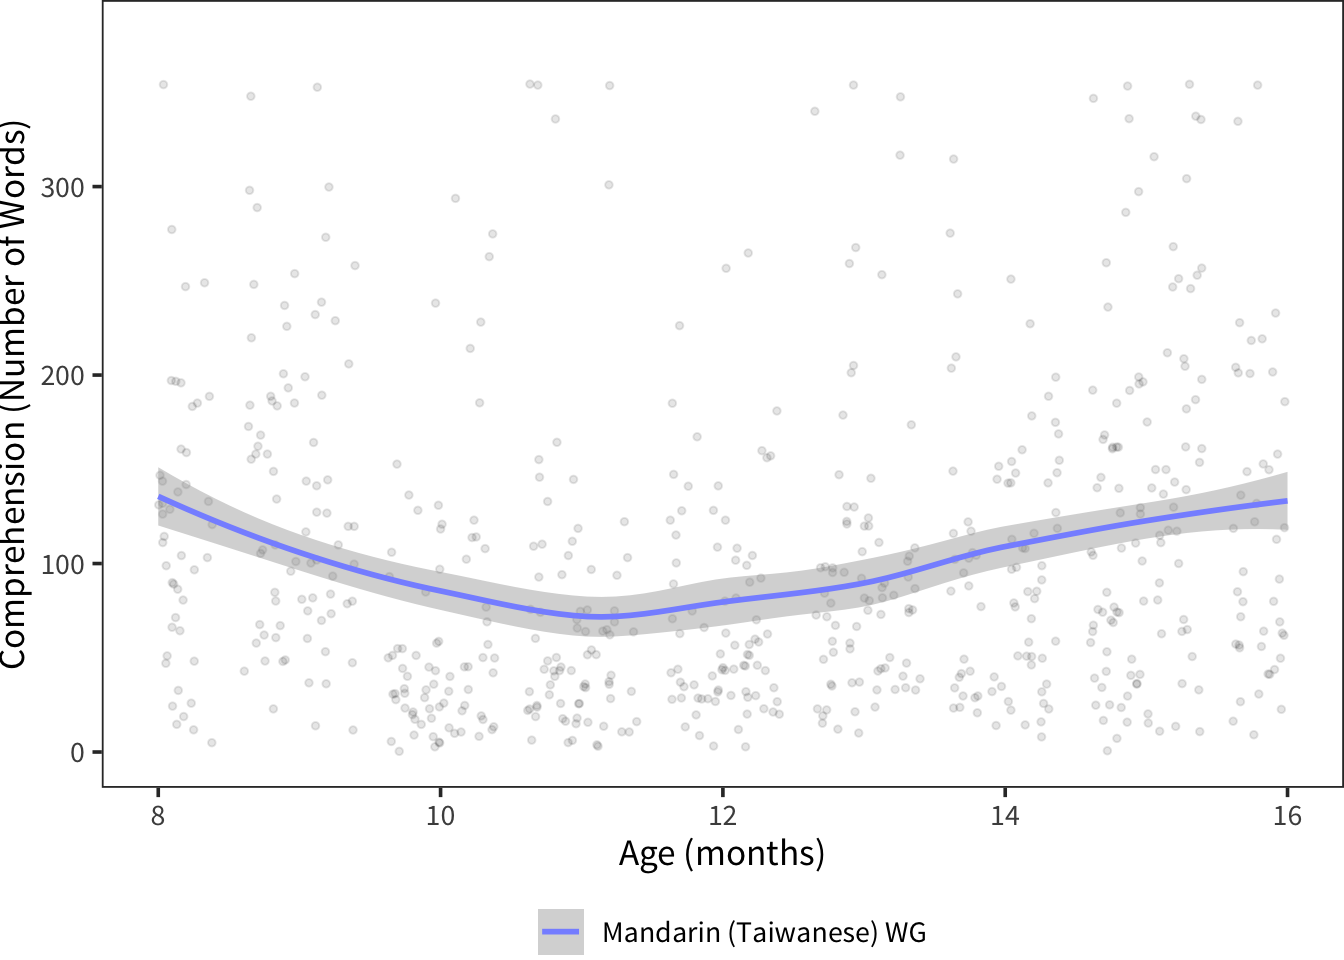 Comprehension (Number of Words)
300
200
100
0
8 10 12 14 16
Age (months)
Mandarin (Taiwanese) WG